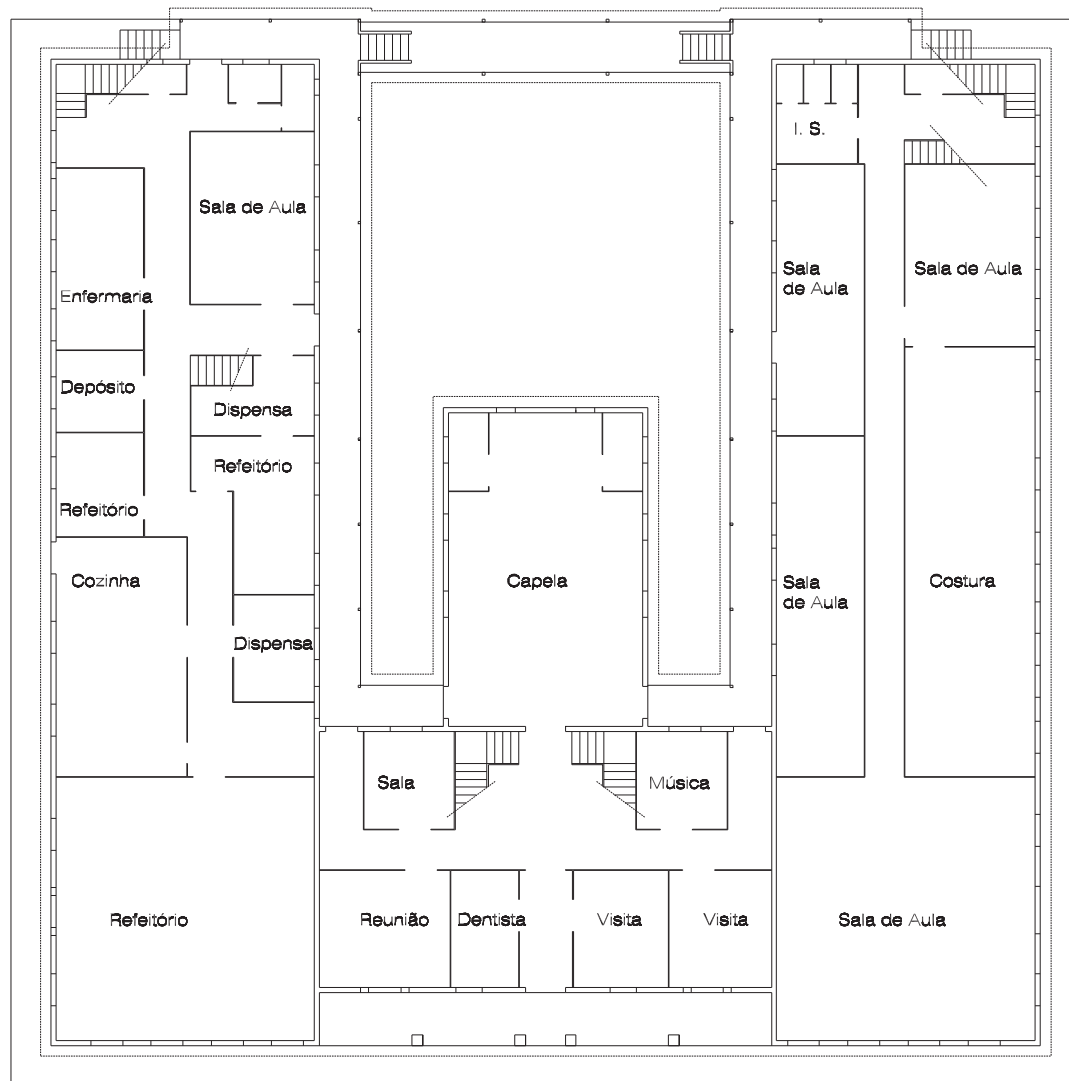 I. S.
Sala de Aula
Sala
de Aula
Sala de Aula
Enfermaria
Depósito
Dispensa
Refeitório
Refeitório
Cozinha
Capela
Sala
de Aula
Costura
Dispensa
Sala
Música
Refeitório
Reunião
Dentista
Visita
Visita
Sala de Aula